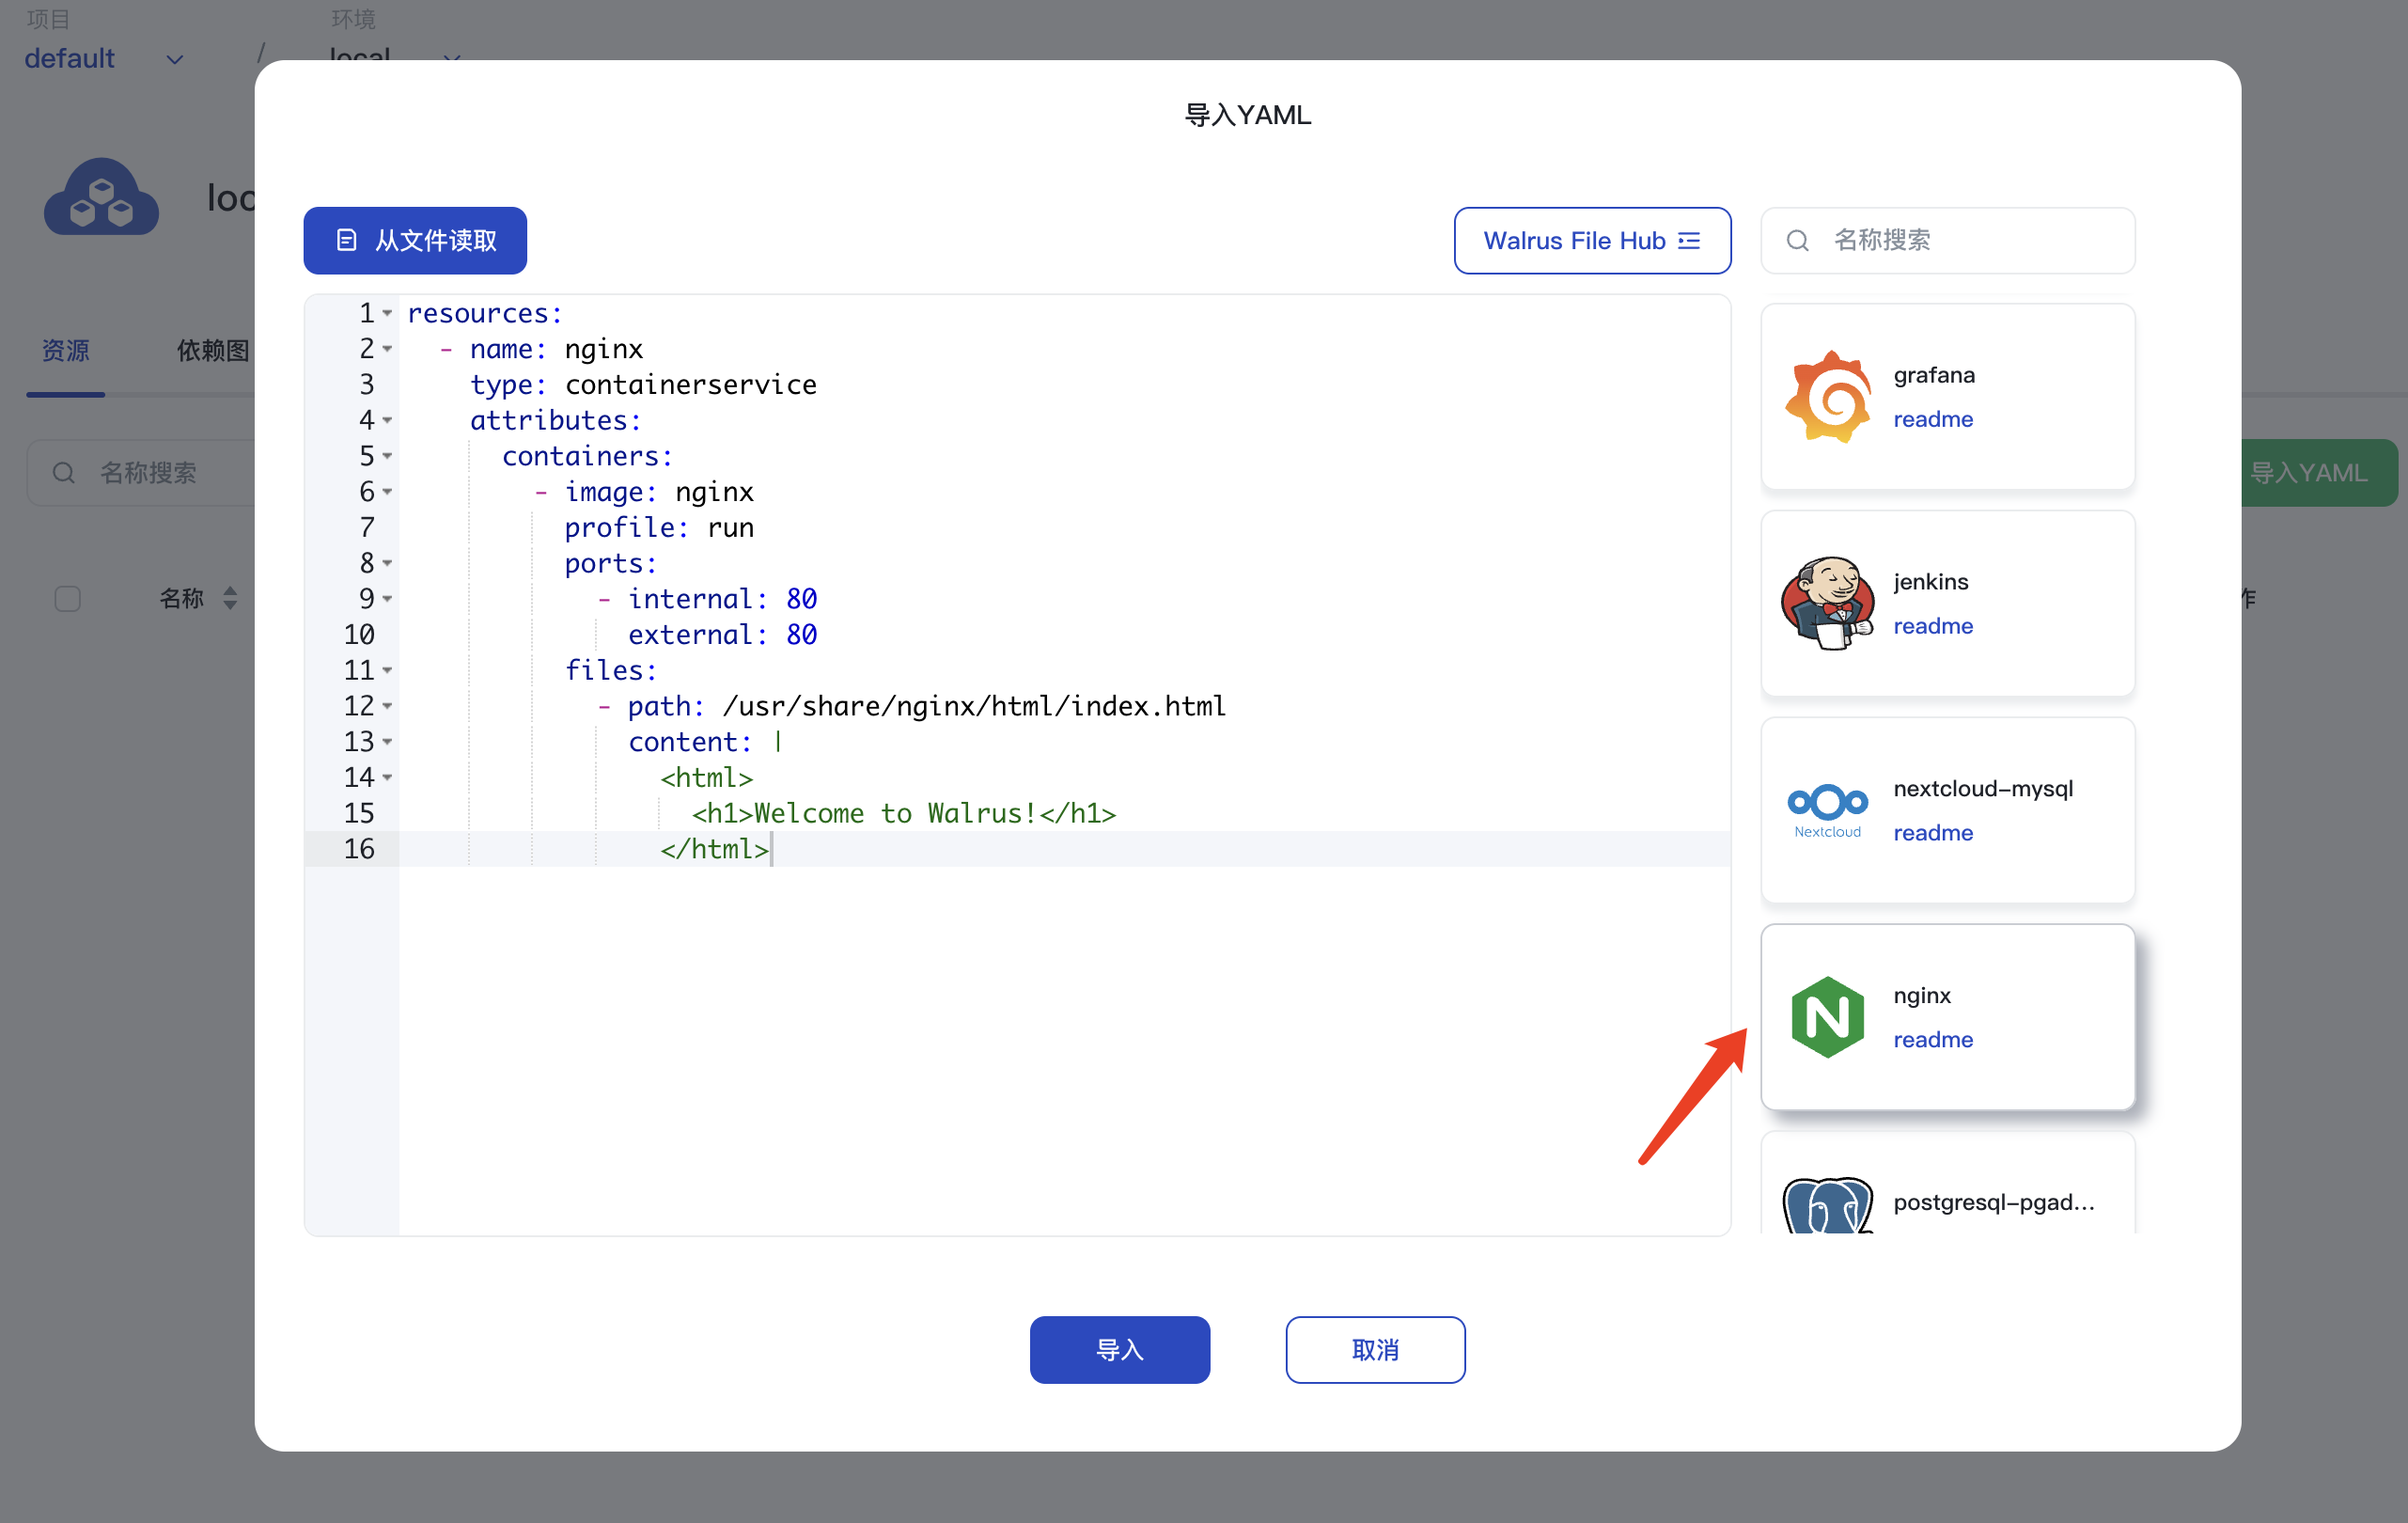 项目
环境
default
/
local
导入YAML
loc
从文件读取
Walrus File Hub
名称搜索
资源
依赖图
名称搜索
导入YAML
名称
作
1 resources:
2   - name: nginx
3     type: containerservice
4     attributes:
5       containers:
6         - image: nginx
7           profile: run
8           ports:
9             - internal: 80
10              external: 80
11          files:
12            - path: /usr/share/nginx/html/index.html
13              content: |
14                <html>
15                  <h1>Welcome to Walrus!</h1>
16                </html>
grafana
readme
jenkins
readme
Nextcloud
nextcloud-mysql
readme
N
nginx
readme
postgresql-pgad...
导入
取消